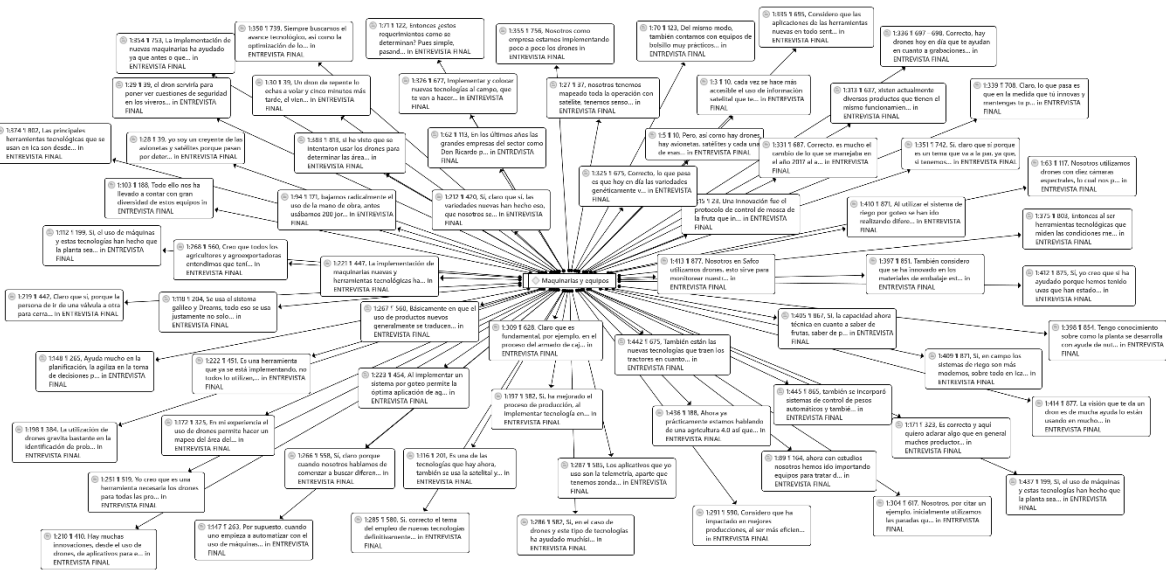 1:354 ¶ 753, La implementación de
nuevas maquinarias ha ayudado
ya que antes o que... in
ENTREVISTA FINAL
1:350 ¶ 739, Siempre buscamos el
avance tecnológico, así como la
optimización de lo... in
ENTREVISTA FINAL
1:71 ¶ 122, Entonces ¿estos
requerimientos como se
determinan? Pues simple,
pasand... in ENTREVISTA
FINAL
1:355 ¶ 756, Nosotros como
empresa estamos implementando
poco a poco los drones in
ENTREVISTA FINAL
1:70 ¶ 123, Del mismo modo,
también contamos con equipos de
bolsillo muy prácticos... in
ENTREVISTA FINAL
1:335 ¶ 695, Considero que las
aplicaciones de las herramientas
nuevas en todo sent... in
ENTREVISTA FINAL
1:336 ¶ 697 - 698, Correcto, hay
drones hoy en día que te ayudan
en cuanto a grabaciones...
in ENTREVISTA FINAL
1:29 ¶ 39, el dron serviría para
poner ver cuestiones de seguridad
en los viveros... in
ENTREVISTA FINAL
1:30 ¶ 39, Un dron de repente lo
echas a volar y cinco minutos más
tarde, el vien... in
ENTREVISTA FINAL
1:326 ¶ 677, Implementar y colocar
nuevas tecnologías al campo, que
te van a hacer... in
ENTREVISTA FINAL
1:27 ¶ 37, nosotros tenemos
mapeado toda la operación con
satélite, tenemos senso... in
ENTREVISTA FINAL
1:3 ¶ 10, cada vez se hace más
accesible el uso de información
satelital que te... in
ENTREVISTA FINAL
1:313 ¶ 637, existen actualmente
diversos productos que tienen el
mismo funcionamien... in
ENTREVISTA FINAL
1:339 ¶ 708, Claro, lo que pasa es
que en la medida que tú innovas y
mantengas tu p... in
ENTREVISTA FINAL
1:374 ¶ 802, Las principales
herramientas tecnológicas que se
usan en Ica son desde... in
ENTREVISTA FINAL
1:28 ¶ 39, yo soy un creyente de las
avionetas y satélites porque pasan
por deter... in ENTREVISTA
FINAL
¶ 813, si he visto que se
intentaron usar los drones para
determinar las área... in
ENTREVISTA FINAL
1:62 ¶ 113, En los últimos años las
grandes empresas del sector como
Don Ricardo p... in
ENTREVISTA FINAL
1:5 ¶ 10, Pero, así como hay drones,
hay avionetas, satélites y cada una
de esas... in
ENTREVISTA FINAL
1:331 ¶ 687, Correcto, es mucho el
cambio de lo que se manejaba en
el año 2017 al a...
ENTREVISTA FINAL
1:351 ¶ 742, Si, claro que sí porque
es un tema que va a la par, ya que,
si tenemos... in ENTREVISTA
FINAL
1:63 ¶ 117, Nosotros utilizamos
drones con diez cámaras
espectrales, lo cual nos p... in
ENTREVISTA FINAL
1:103 ¶ 188, Todo ello nos ha
llevado a contar con gran
diversidad de estos equipos in
ENTREVISTA FINAL
1:94 ¶ 171, bajamos radicalmente el
uso de la mano de obra, antes
usábamos 200 jor... in
ENTREVISTA FINAL
1:212 ¶ 420, Si, claro que si, las
variedades nuevas han hecho eso,
que nosotros se... in
ENTREVISTA FINAL
1:325 ¶ 675, Correcto, lo que pasa
es que hoy en día las variedades
genéticamente v... in
ENTREVISTA FINAL
23, Una innovación fue el
protocolo de control de mosca de
la fruta que in... in
ENTREVISTA FINAL
1:410 ¶ 871, Al utilizar el sistema de
riego por goteo se han ido
realizando difere... in
ENTREVISTA FINAL
1:375 ¶ 803, Entonces al ser
herramientas tecnológicas que
miden las condiciones me... in
ENTREVISTA FINAL
1:112 ¶ 199, Si, el uso de máquinas
y estas tecnologías han hecho que
la planta sea... in ENTREVISTA
FINAL
1:268 ¶ 560, Creo que todos los
agricultores y agroexportadoras
entendimos que tení... in
ENTREVISTA FINAL
1:221 ¶ 447, La implementación de
maquinarias nuevas y
herramientas tecnológicas ha... in
ENTREVISTA FINAL
Maquinarias y equipos
1:413 ¶ 877, Nosotros en Safco
utilizamos drones, esto sirve para
monitorear nuestr... in
ENTREVISTA FINAL
1:397 ¶ 851, También considero
que se ha innovado en los
materiales de embalaje est... in
ENTREVISTA FINAL
1:412 ¶ 875, Si, yo creo que si ha
ayudado porque hemos tenido
uvas que han estado... in
ENTREVISTA FINAL
1:219 ¶ 442, Claro que si, porque la
persona de ir de una válvula a otra
para cerra... in ENTREVISTA
FINAL
1:118 ¶ 204, Se usa el sistema
galileo y Dreams, todo eso se usa
justamente no solo... in
ENTREVISTA FINAL
1:267 ¶ 560, Básicamente en que el
uso de productos nuevos
generalmente se traducen... in
ENTREVISTA FINAL
1:309 ¶ 628, Claro que es
fundamental, por ejemplo, en el
proceso del armado de caj... in
ENTREVISTA FINAL
1:442 ¶ 675, También están las
nuevas tecnologías que traen los
tractores en cuanto... in
ENTREVISTA FINAL
1:405 ¶ 867, Si, la capacidad ahora
técnica en cuanto a saber de
frutas, saber de p... in
ENTREVISTA FINAL
1:398 ¶ 854, Tengo conocimiento
sobre como la planta se desarrolla
con ayuda de nut... in
ENTREVISTA FINAL
1:148 ¶ 265, Ayuda mucho en la
planificación, la agiliza en la toma
de decisiones p... in
ENTREVISTA FINAL
1:222 ¶ 451, Es una herramienta
que ya se está implementando, no
todos lo utilizan,... in
ENTREVISTA FINAL
1:223 ¶ 454, Al implementar un
sistema por goteo permite la
óptima aplicación de ag... in
ENTREVISTA FINAL
1:197 ¶ 382, Si, ha mejorado el
proceso de producción, al
implementar tecnología en... in
ENTREVISTA FINAL
1:409 ¶ 871, Si, en campo los
sistemas de riego son más
modernos, sobre todo en Ica... in
ENTREVISTA FINAL
1:445 ¶ 865, también se incorporó
sistemas de control de pesos
automáticos y tambié... in
ENTREVISTA FINAL
1:414 ¶ 877, La visión que te da un
dron es de mucha ayuda lo están
usando en mucho... in
ENTREVISTA FINAL
1:198 ¶ 384, La utilización de
drones gravita bastante en la
identificación de prob... in
ENTREVISTA FINAL
1:172 ¶ 325, En mi experiencia el
uso de drones permite hacer un
mapeo del área del... in
ENTREVISTA FINAL
1:436 ¶ 188, Ahora ya
prácticamente estamos hablando
de una agricultura 4.0 así que... in
ENTREVISTA FINAL
1:171 ¶ 323, Es correcto y aquí
quiero aclarar algo que en general
muchos productos... in
ENTREVISTA FINAL
1:266 ¶ 558, Si, claro porque
cuando nosotros hablamos de
comenzar a buscar diferen... in
ENTREVISTA FINAL
1:116 ¶ 201, Es una de las
tecnologías que hay ahora,
también se usa la satelital y... in
ENTREVISTA FINAL
1:287 ¶ 585, Los aplicativos que yo
uso son la telemetría, aparte que
tenemos zonda... in
ENTREVISTA FINAL
1:89 ¶ 164, ahora con estudios
nosotros hemos ido importando
equipos para tratar d... in
ENTREVISTA FINAL
1:251 ¶ 519, Yo creo que es una
herramienta necesaria los drones
para todas las pro... in
ENTREVISTA FINAL
1:437 ¶ 199, Si, el uso de máquinas
y estas tecnologías han hecho que
la planta sea... in ENTREVISTA
FINAL
1:304 ¶ 617, Nosotros, por citar un
ejemplo, inicialmente utilizamos
las paradas qu... in ENTREVISTA
FINAL
1:210 ¶ 410, Hay muchas
innovaciones, desde el uso de
drones, de aplicativos para e... in
ENTREVISTA FINAL
1:147 ¶ 263, Por supuesto, cuando
uno empieza a automatizar con el
uso de máquinas... in ENTREVISTA
FINAL
1:285 ¶ 580, Si, correcto el tema
del empleo de nuevas tecnologías
definitivamente... in ENTREVISTA
FINAL
1:286 ¶ 582, Si, en el caso de
drones y este tipo de tecnologías
ha ayudado muchísi... in
ENTREVISTA FINAL
1:291 ¶ 590, Considero que ha
impactado en mejores
producciones, al ser más eficien... in
ENTREVISTA FINAL